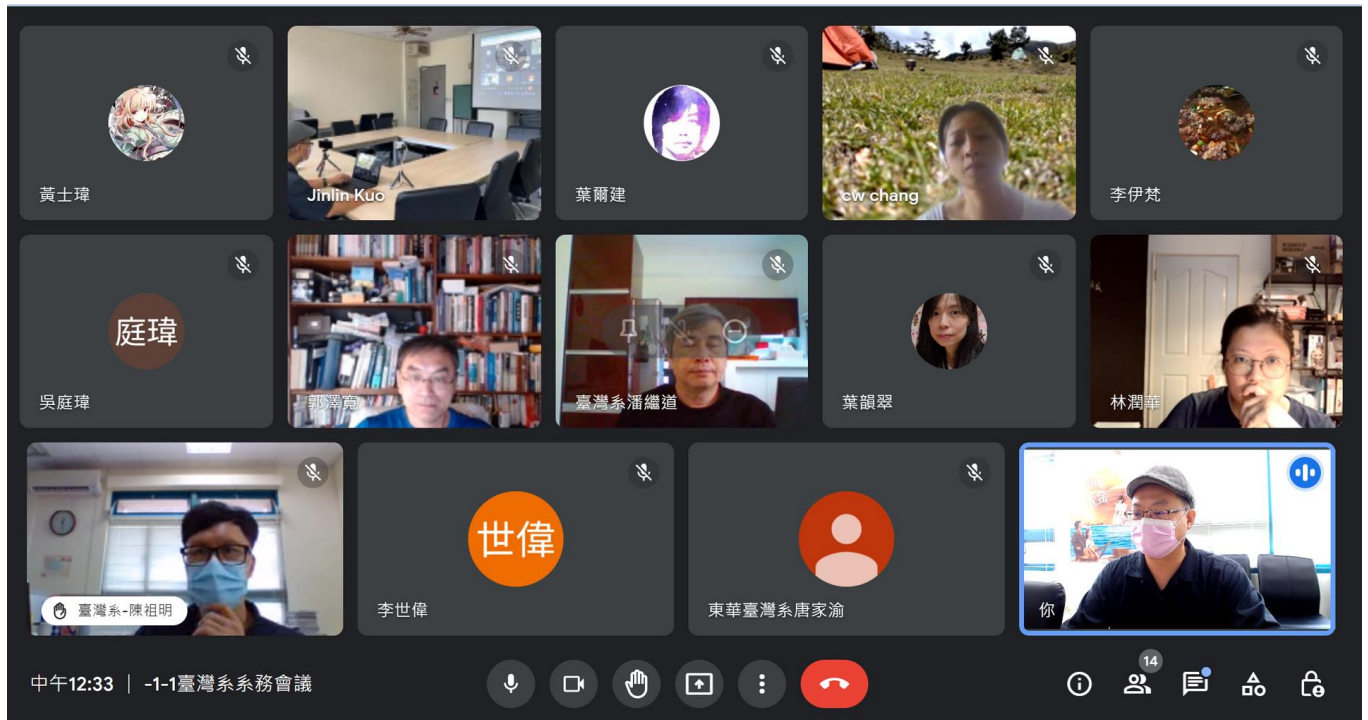 黃士瑋
Jinlin Kuo
葉爾建
cw chang
李伊梵
庭瑋
吳庭瑋
郭澤寬
臺灣系潘繼道
葉韻翠
林潤華
臺灣系-陳祖明
世偉
李世偉
東華臺灣系唐家渝
你
中午12:33 | -1-1臺灣系系務會議
14